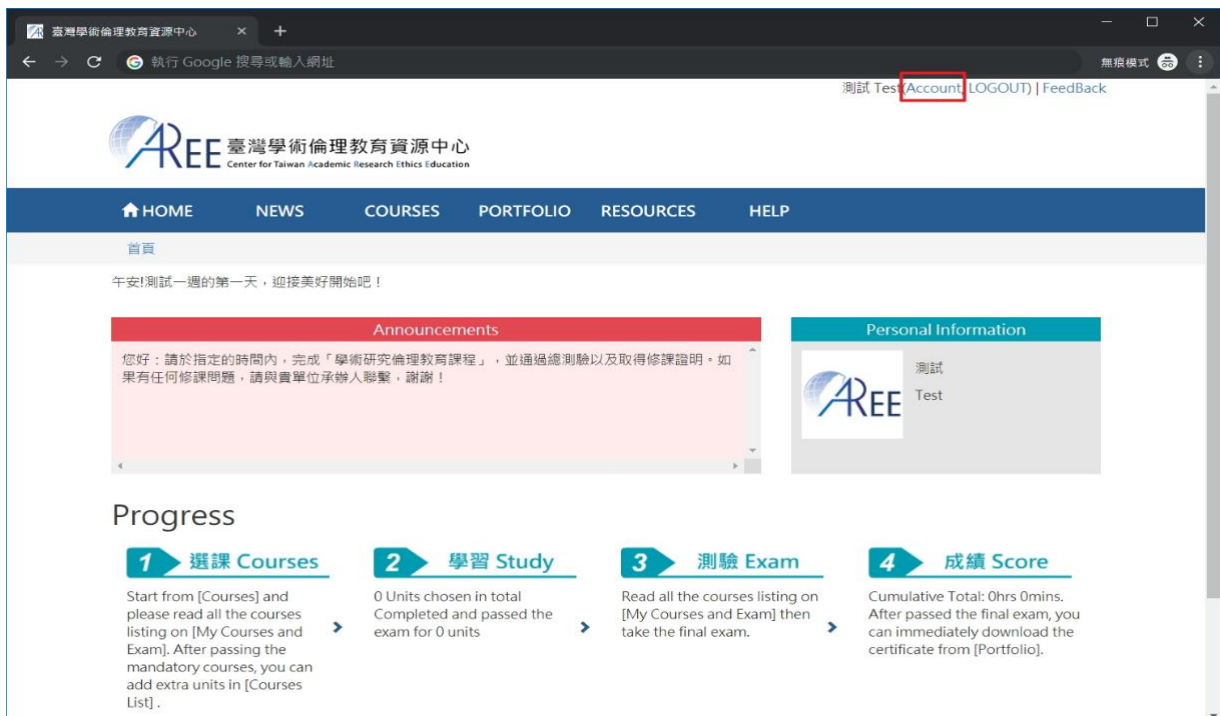 臺灣學術倫理教育資源中心
執行 Google 搜尋或輸入網址
無痕模式
測試 Test(Account, LOGOUT) | FeedBack
AREE 臺灣學術倫理教育資源中心
Center for Taiwan Academic Research Ethics Education
HOME NEWS COURSES PORTFOLIO RESOURCES HELP
首頁
午安!測試一週的第一天，迎接美好開始吧！
Announcements
您好：請於指定的時間內，完成「學術研究倫理教育課程」，並通過總測驗以及取得修課證明。如
果有任何修課問題，請與貴單位承辦人聯繫，謝謝！
Personal Information
AREE
測試
Test
Progress
1 選課 Courses
Start from [Courses] and
please read all the courses
listing on [My Courses and
Exam]. After passing the
mandatory courses, you can
add extra units in [Courses
List] .
2 學習 Study
0 Units chosen in total
Completed and passed the
exam for 0 units
3 測驗 Exam
Read all the courses listing on
[My Courses and Exam] then
take the final exam.
4 成績 Score
Cumulative Total: 0hrs 0mins.
After passed the final exam, you
can immediately download the
certificate from [Portfolio].